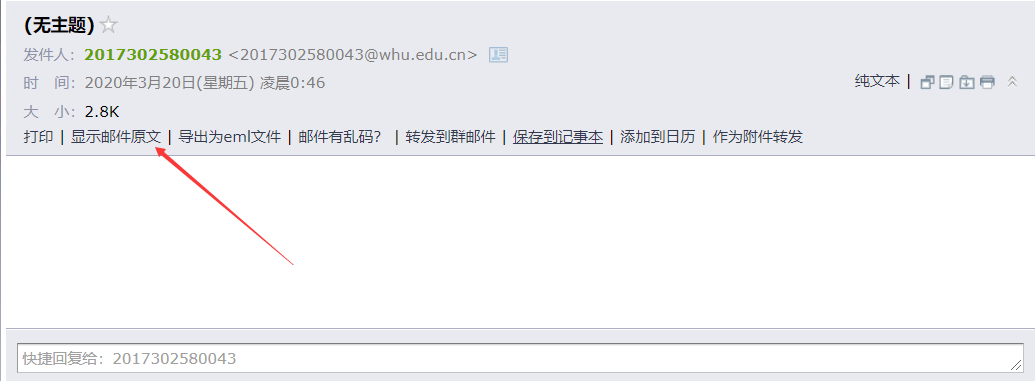 (无主题)
发件人：2017302580043 <2017302580043@whu.edu.cn>
时 间：2020年3月20日(星期五) 凌晨0:46
纯文本 |
大 小：2.8K
打印 | 显示邮件原文 | 导出为eml文件 | 邮件有乱码？ | 转发到群邮件 | 保存到记事本 | 添加到日历 | 作为附件转发
快捷回复给：2017302580043